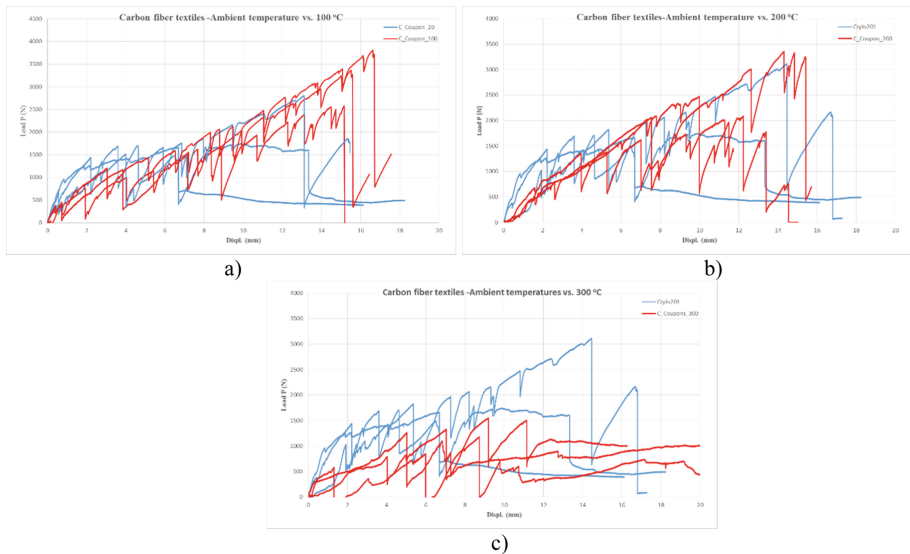 Carbon fiber textiles -Ambient temperature vs. 100 °C
C_Coupon_20
C_Coupon_100
Load P (N)
4500
4000
3500
3000
2500
2000
1500
1000
500
0
0 2 4 6 8 10 12 14 16 18 20
Displ. (mm)
a)
Carbon fiber textiles-Ambient temperature vs. 200 °C
C_Coupon_200
Load P (N)
4000
3500
3000
2500
2000
1500
1000
500
0
0 2 4 6 8 10 12 14 16 18 20
Displ. (mm)
b)
Carbon fiber textiles -Ambient temperatures vs. 300 °C
C_Coupons_300
Load P (N)
4000
3500
3000
2500
2000
1500
1000
500
0
0 2 4 6 8 10 12 14 16 18 20
Displ. (mm)
c)